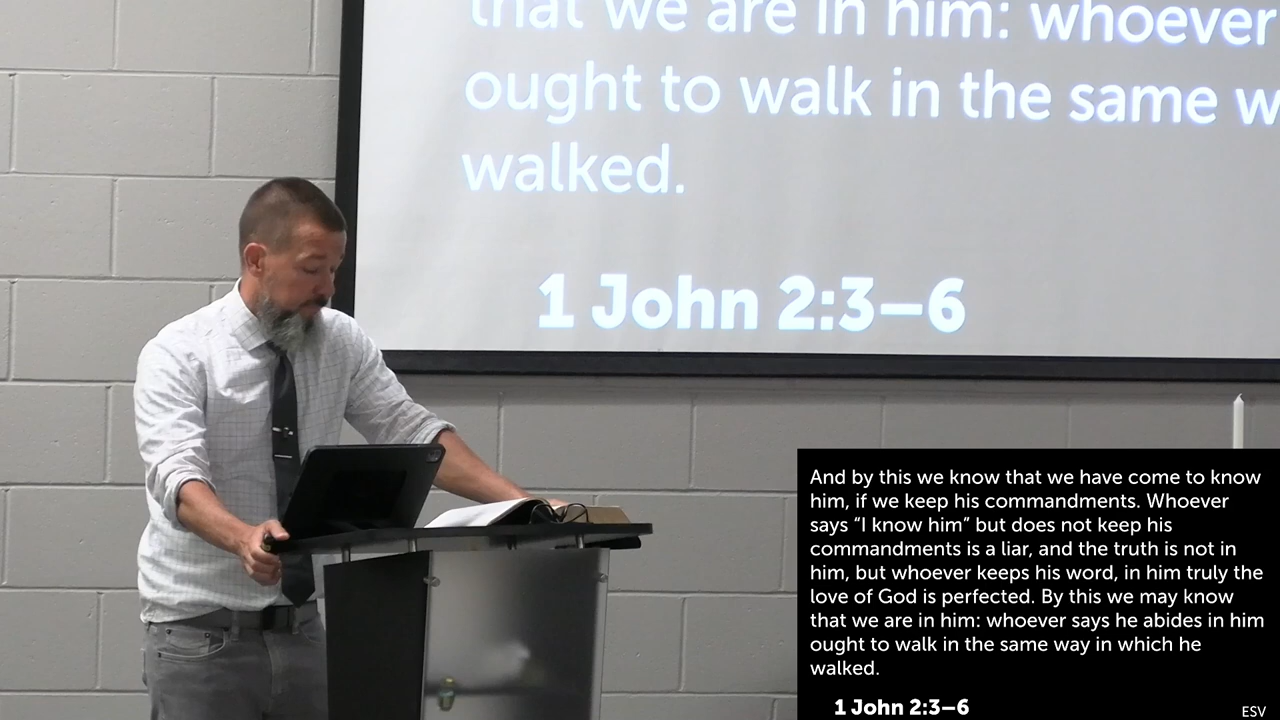 that we are in him: whoever
ought to walk in the same w
walked.
1 John 2:3–6
And by this we know that we have come to know
him, if we keep his commandments. Whoever
says “I know him” but does not keep his
commandments is a liar, and the truth is not in
him, but whoever keeps his word, in him truly the
love of God is perfected. By this we may know
that we are in him: whoever says he abides in him
ought to walk in the same way in which he
walked.
1 John 2:3–6
ESV